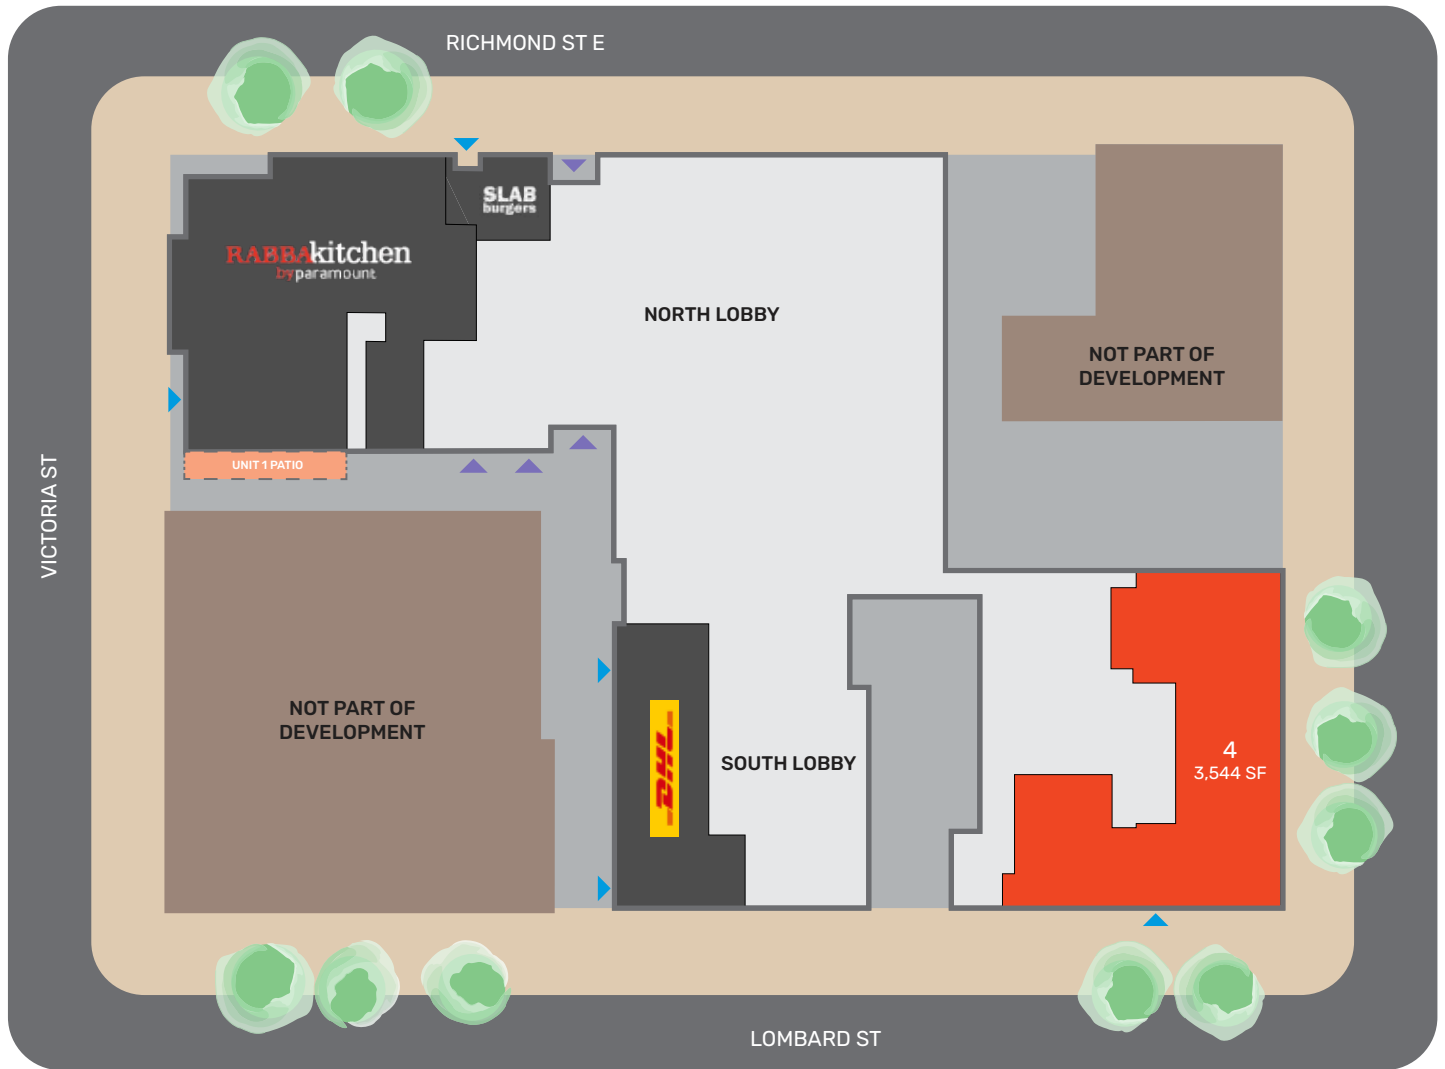 RICHMOND ST E
SLAB
burgers
RABBAkitchen
byparamount
NORTH LOBBY
NOT PART OF
DEVELOPMENT
UNIT 1 PATIO
VICTORIA ST
NOT PART OF
DEVELOPMENT
DHL
SOUTH LOBBY
4
3,544 SF
LOMBARD ST